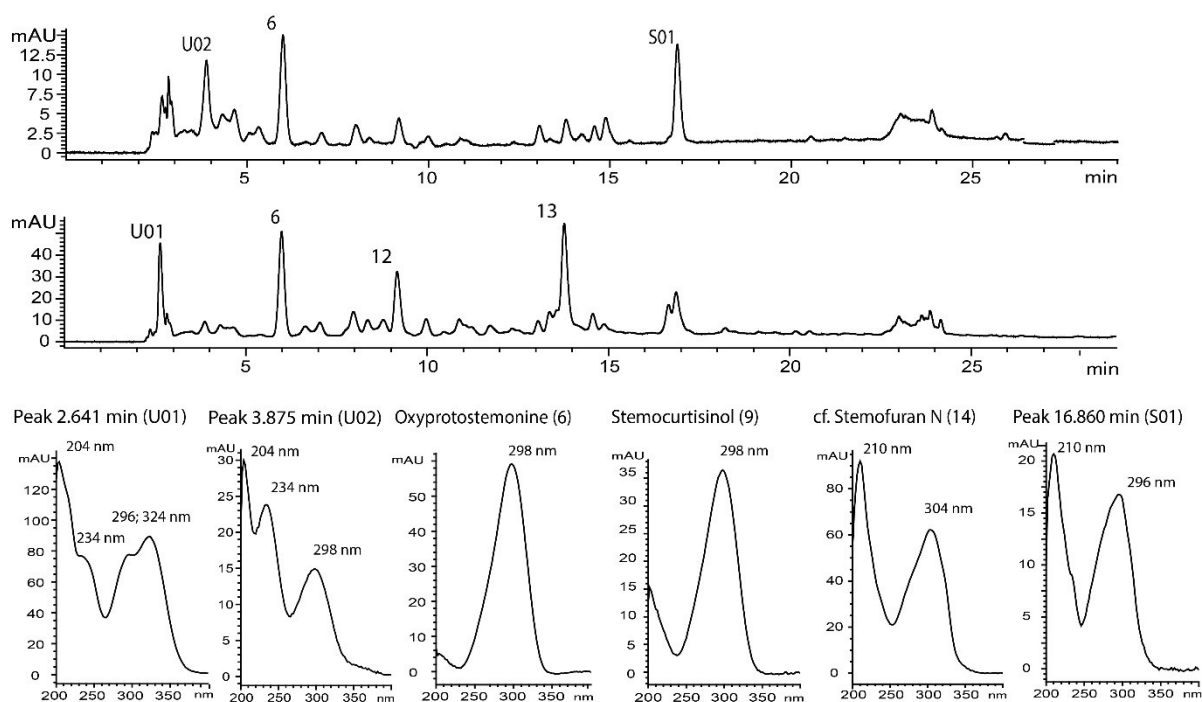 6
mAU
U02
S01
12.5
10
7.5
5
2.5
0
5 10 15 20 25 min
mAU
U01
6
12
13
40
30
20
10
0
5 10 15 20 25 min
Peak 2.641 min (U01) Peak 3.875 min (U02) Oxyprotostemonine (6) Stemocurtisinol (9) cf. Stemofuran N (14) Peak 16.860 min (S01)
mAU 204 nm
234 nm
296; 324 nm
120
100
80
60
40
20
0
200 250 300 350 nm
mAU 204 nm
234 nm
298 nm
30
25
20
15
10
5
0
200 250 300 350 nm
mAU
298 nm
60
50
40
30
20
10
0
200 250 300 350 nm
mAU
298 nm
35
30
25
20
15
10
5
0
200 250 300 350 nm
mAU 210 nm
304 nm
80
60
40
20
0
200 250 300 350 nm
mAU 210 nm
296 nm
20
15
10
5
0
200 250 300 350 nm